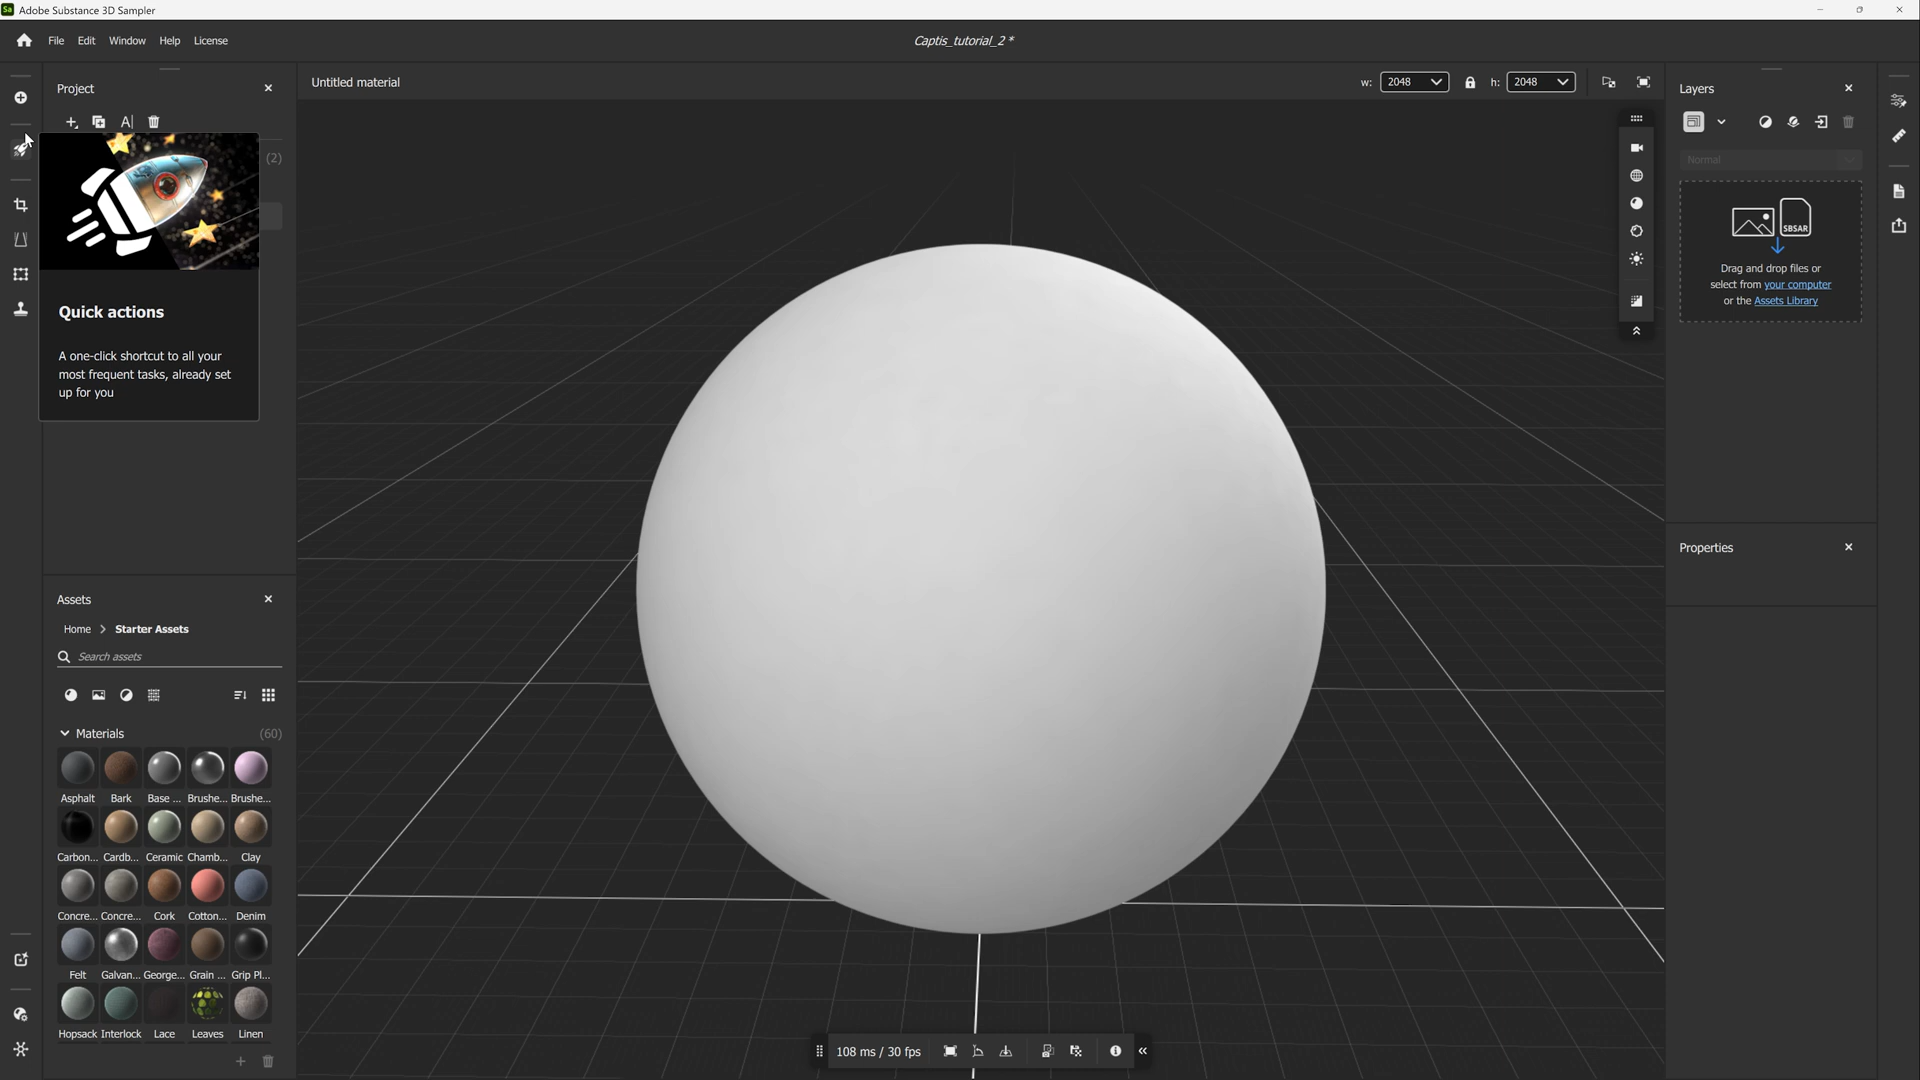 Sa Adobe Substance 3D Sampler
File Edit Window Help License
Captis_tutorial_2 *
Project
Untitled material
w: 2048 h: 2048
Layers
(2)
Normal
SBSAR
Drag and drop files or
select from your computer
or the Assets Library
Quick actions
A one-click shortcut to all your
most frequent tasks, already set
up for you
Properties
Assets
Home > Starter Assets
Search assets
Materials (60)
Asphalt Bark Base ... Brushe... Brushe...
Carbon... Cardb... Ceramic Chamb... Clay
Concre... Concre... Cork Cotton... Denim
Felt Galvan... George... Grain ... Grip Pl...
Hopsack Interlock Lace Leaves Linen
108 ms / 30 fps